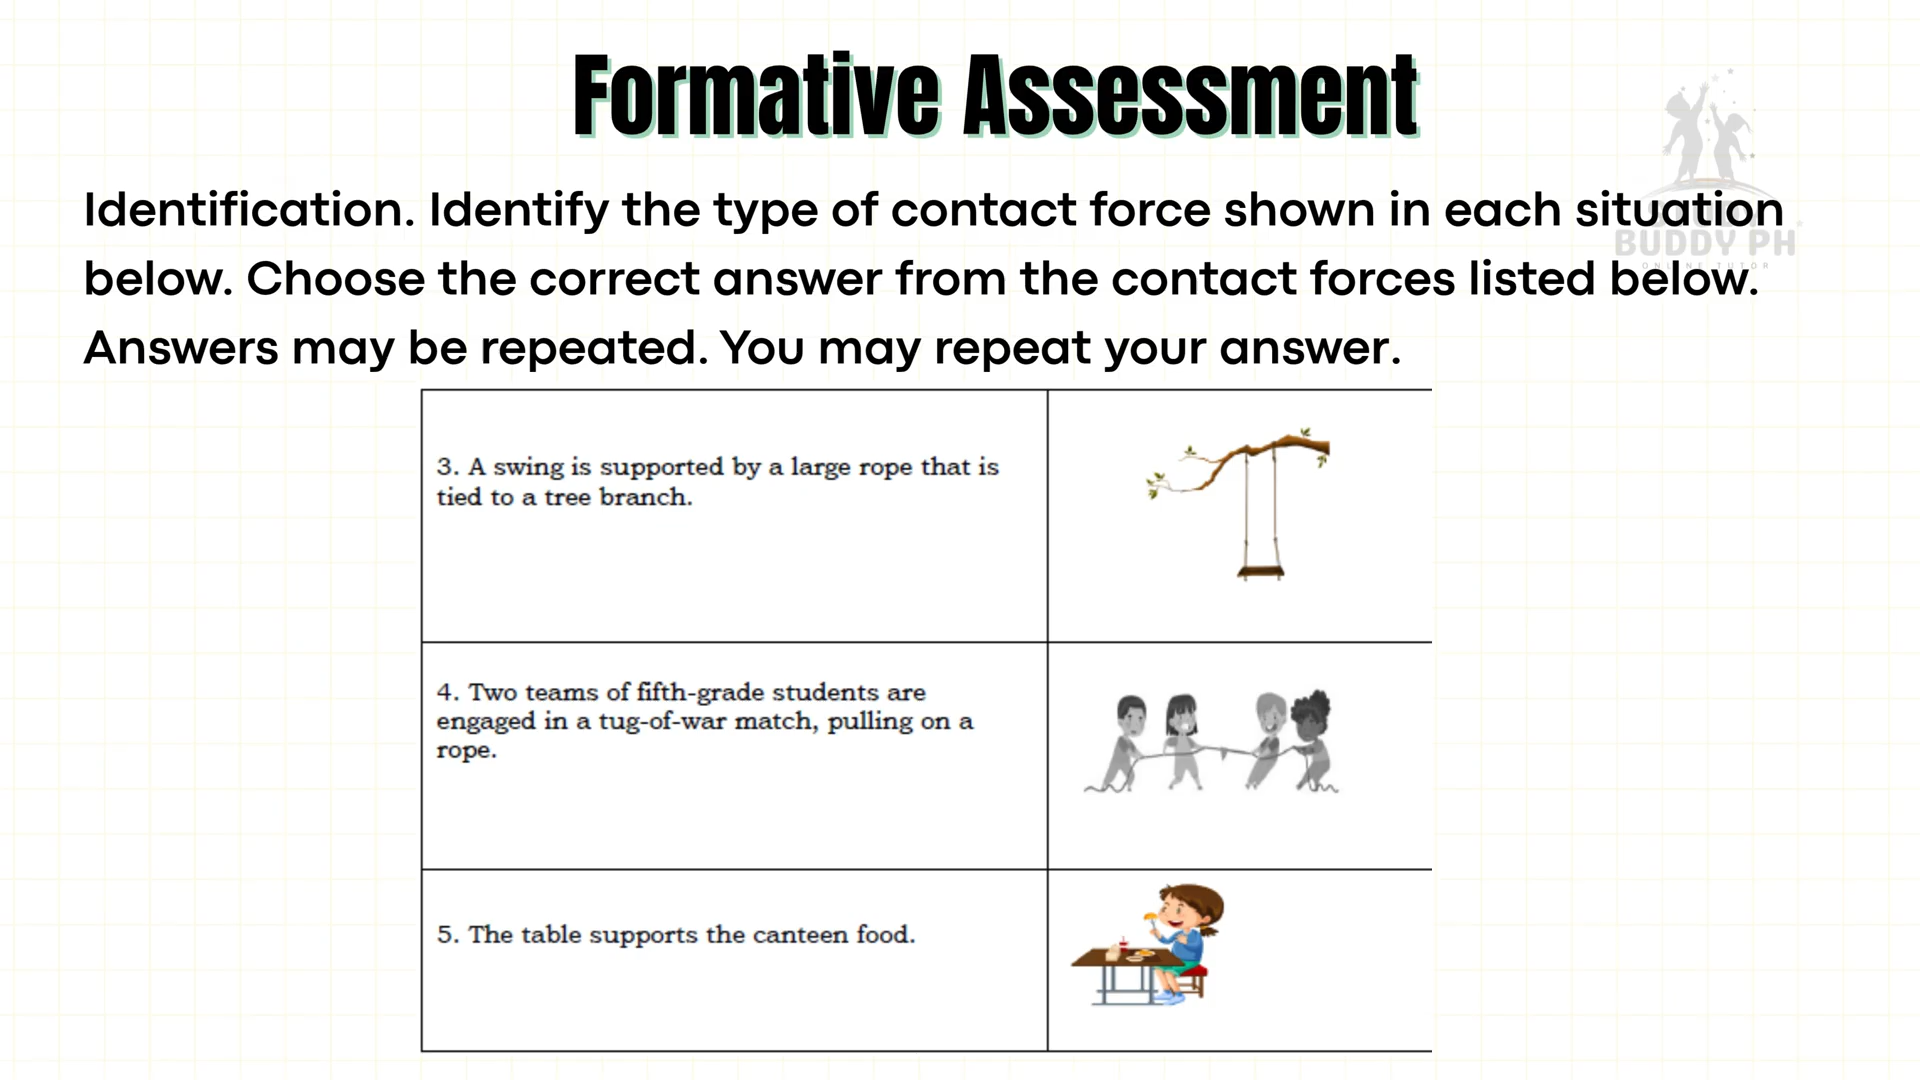 Formative Assessment
Identification. Identify the type of contact force shown in each situation
below. Choose the correct answer from the contact forces listed below.
Answers may be repeated. You may repeat your answer.
BUDDY PH
ONLINE TUTOR
3. A swing is supported by a large rope that is
tied to a tree branch.
4. Two teams of fifth-grade students are
engaged in a tug-of-war match, pulling on a
rope.
5. The table supports the canteen food.